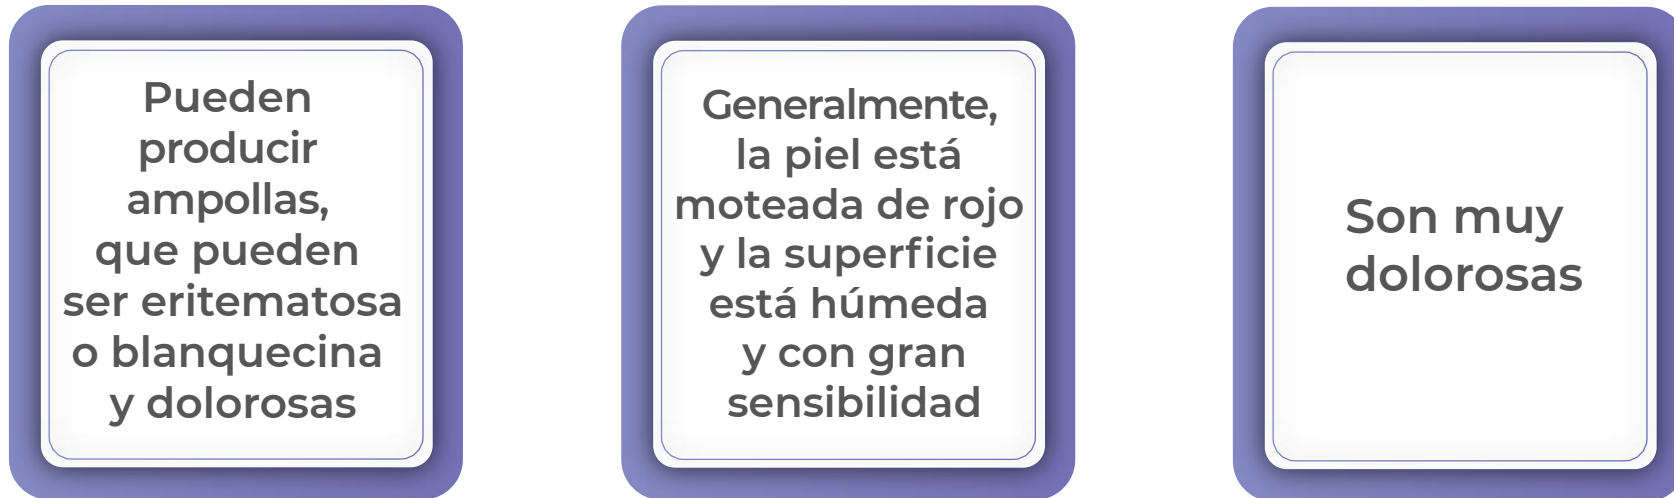 Pueden
producir
ampollas,
que pueden
ser eritematosa
o blanquecina
y dolorosas
Generalmente,
la piel está
moteada de rojo
y la superficie
está húmeda
y con gran
sensibilidad
Son muy
dolorosas